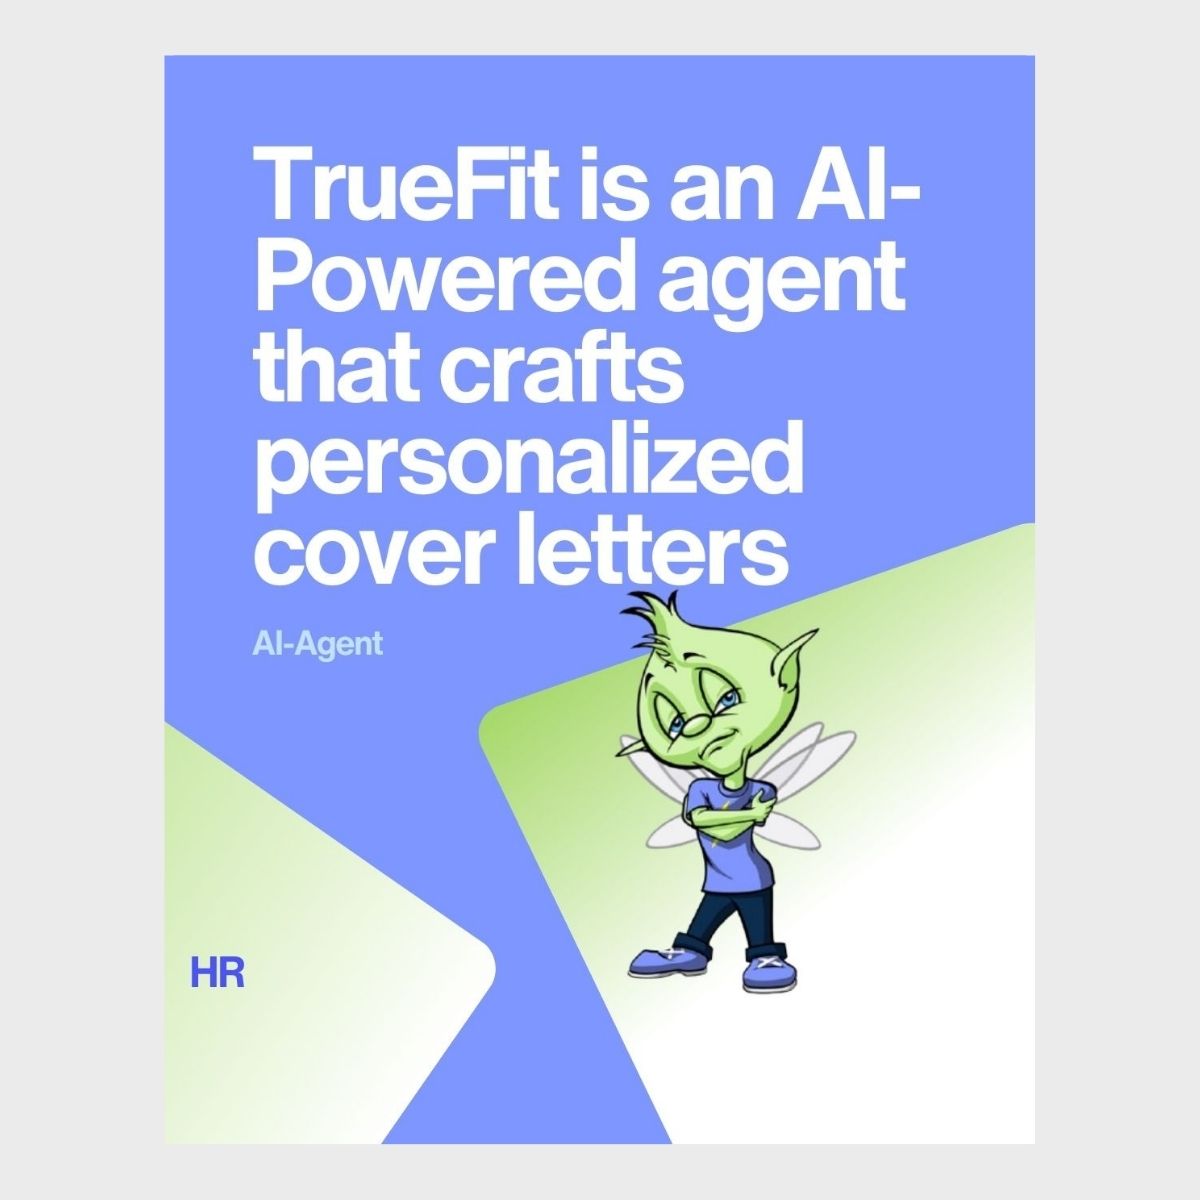 TrueFit is an AI-
Powered agent
that crafts
personalized
cover letters
AI-Agent
HR